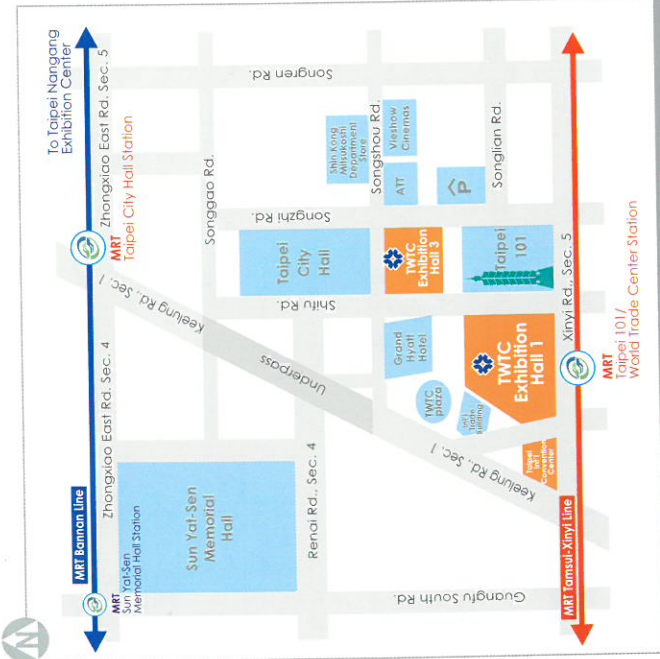 N
To Taipei Nangang
Exhibition Center
MRT Bannan Line
MRT
Sun Yat-Sen
Memorial Hall Station
MRT
Taipei City Hall Station
Zhongxiao East Rd. Sec. 4
Zhongxiao East Rd. Sec. 5
Keelung Rd., Sec. 1
Songgao Rd.
Songren Rd.
Sun Yat-Sen
Memorial
Hall
Underpass
Taipei
City
Hall
Shin Kong
Mitsukoshi
Department
Store
Shifu Rd.
Songzhi Rd.
Renai Rd., Sec. 4
Songshou Rd.
Grand
Hyatt
Hotel
TWTC
Exhibition
Hall 3
ATT
Vieshow
Cinemas
TWTC
plaza
Int'l
Trade
Building
P
Keelung Rd., Sec. 1
TWTC
Exhibition
Hall 1
Taipei
101
Songlian Rd.
Guangfu South Rd.
Taipei
Int'l
Convention
Center
Xinyi Rd., Sec. 5
MRT Tamsui-Xinyi Line
MRT
Taipei 101/
World Trade Center Station